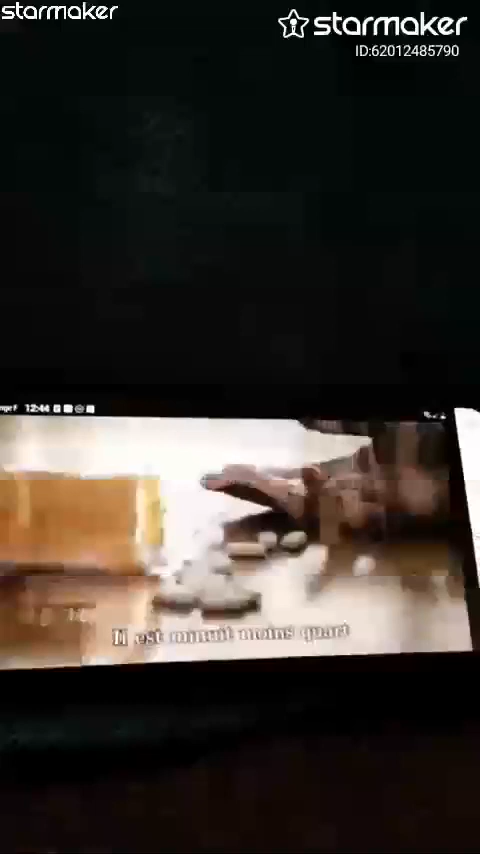 starmaker
starmaker
ID:62012485790
12:44
Il est minuit moins quart